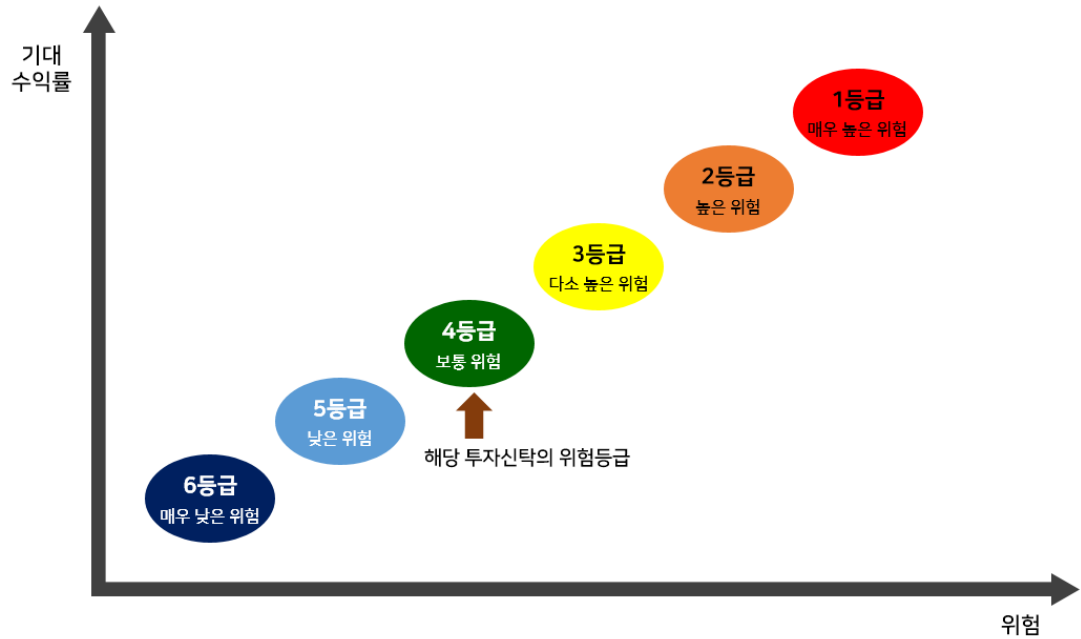 기대
수익률
1등급
매우 높은 위험
2등급
높은 위험
3등급
다소 높은 위험
4등급
보통 위험
5등급
낮은 위험
해당 투자신탁의 위험등급
6등급
매우 낮은 위험
위험